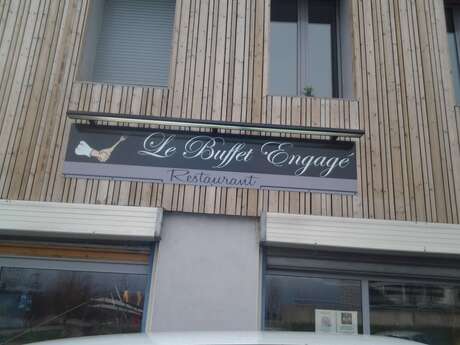 Le Buffet Engagé
Restaurant